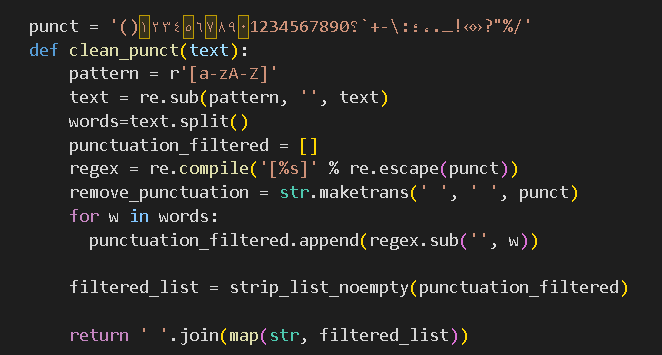 punct = '()١٢٣٤٥٦٧٨٩٠1234567890؟`+-\:؛.،._!‹›?"%/'
def clean_punct(text):
pattern = r'[a-zA-Z]'
text = re.sub(pattern, '', text)
words=text.split()
punctuation_filtered = []
regex = re.compile('[%s]' % re.escape(punct))
remove_punctuation = str.maketrans(' ', ' ', punct)
for w in words:
punctuation_filtered.append(regex.sub('', w))
filtered_list = strip_list_noempty(punctuation_filtered)
return ' '.join(map(str, filtered_list))